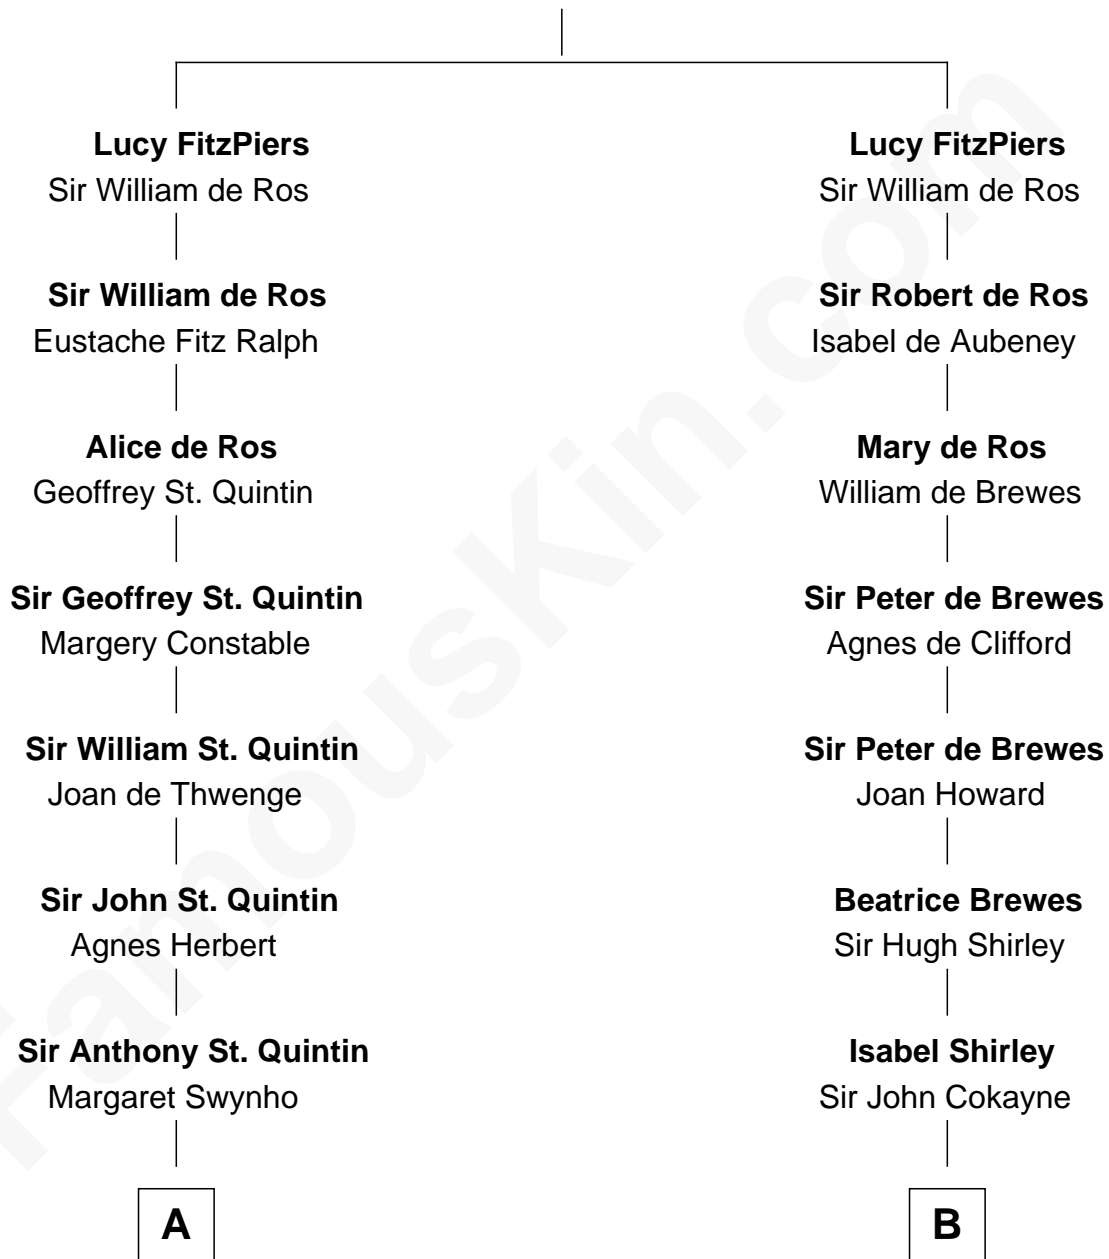 Lucy FitzPiers
Sir William de Ros
Sir William de Ros
Eustache Fitz Ralph
Alice de Ros
Geoffrey St. Quintin
Sir Geoffrey St. Quintin
Margery Constable
Sir William St. Quintin
Joan de Thwenge
Sir John St. Quintin
Agnes Herbert
Sir Anthony St. Quintin
Margaret Swynho
A
Lucy FitzPiers
Sir William de Ros
Sir Robert de Ros
Isabel de Aubeney
Mary de Ros
William de Brewes
Sir Peter de Brewes
Agnes de Clifford
Sir Peter de Brewes
Joan Howard
Beatrice Brewes
Sir Hugh Shirley
Isabel Shirley
Sir John Cokayne
B
FamousKin.com